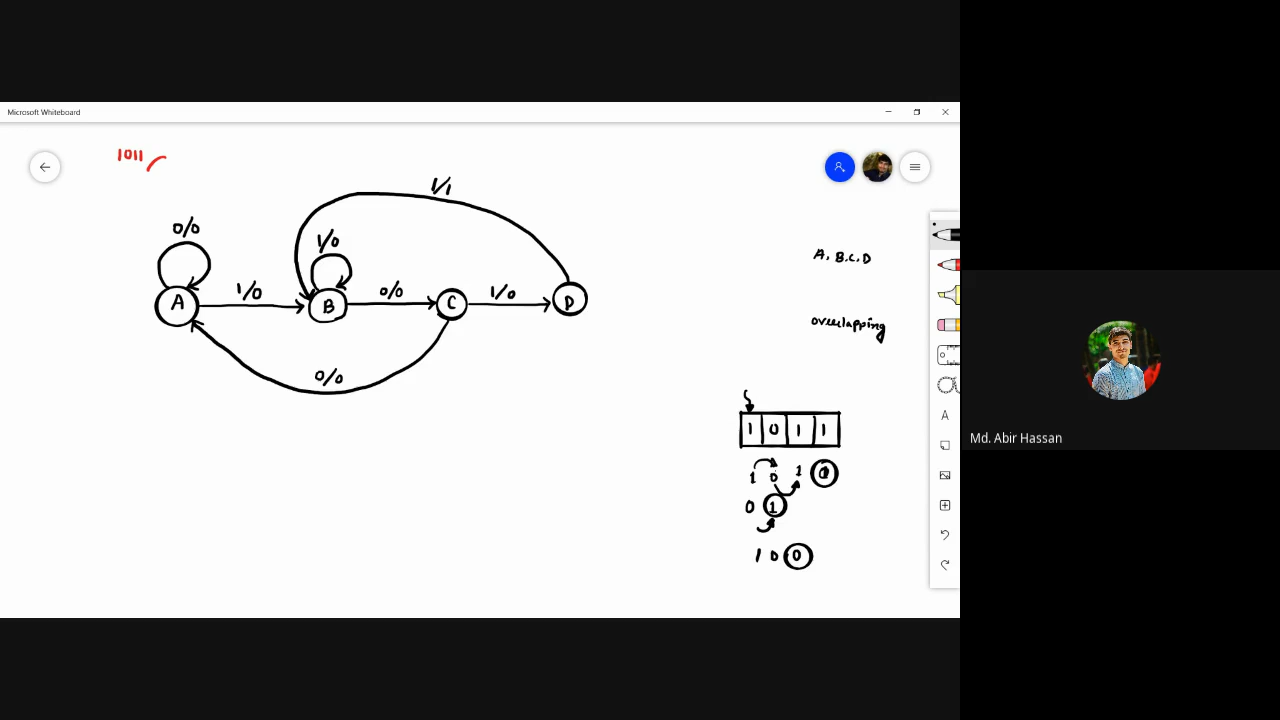 Microsoft Whiteboard
1011
1/1
0/0
1/0
1/0
0/0
1/0
A
B
C
D
0/0
A, B.C.D
overlapping
1 0 1 1
1 0 1
0 1
1 0 0
A
Md. Abir Hassan